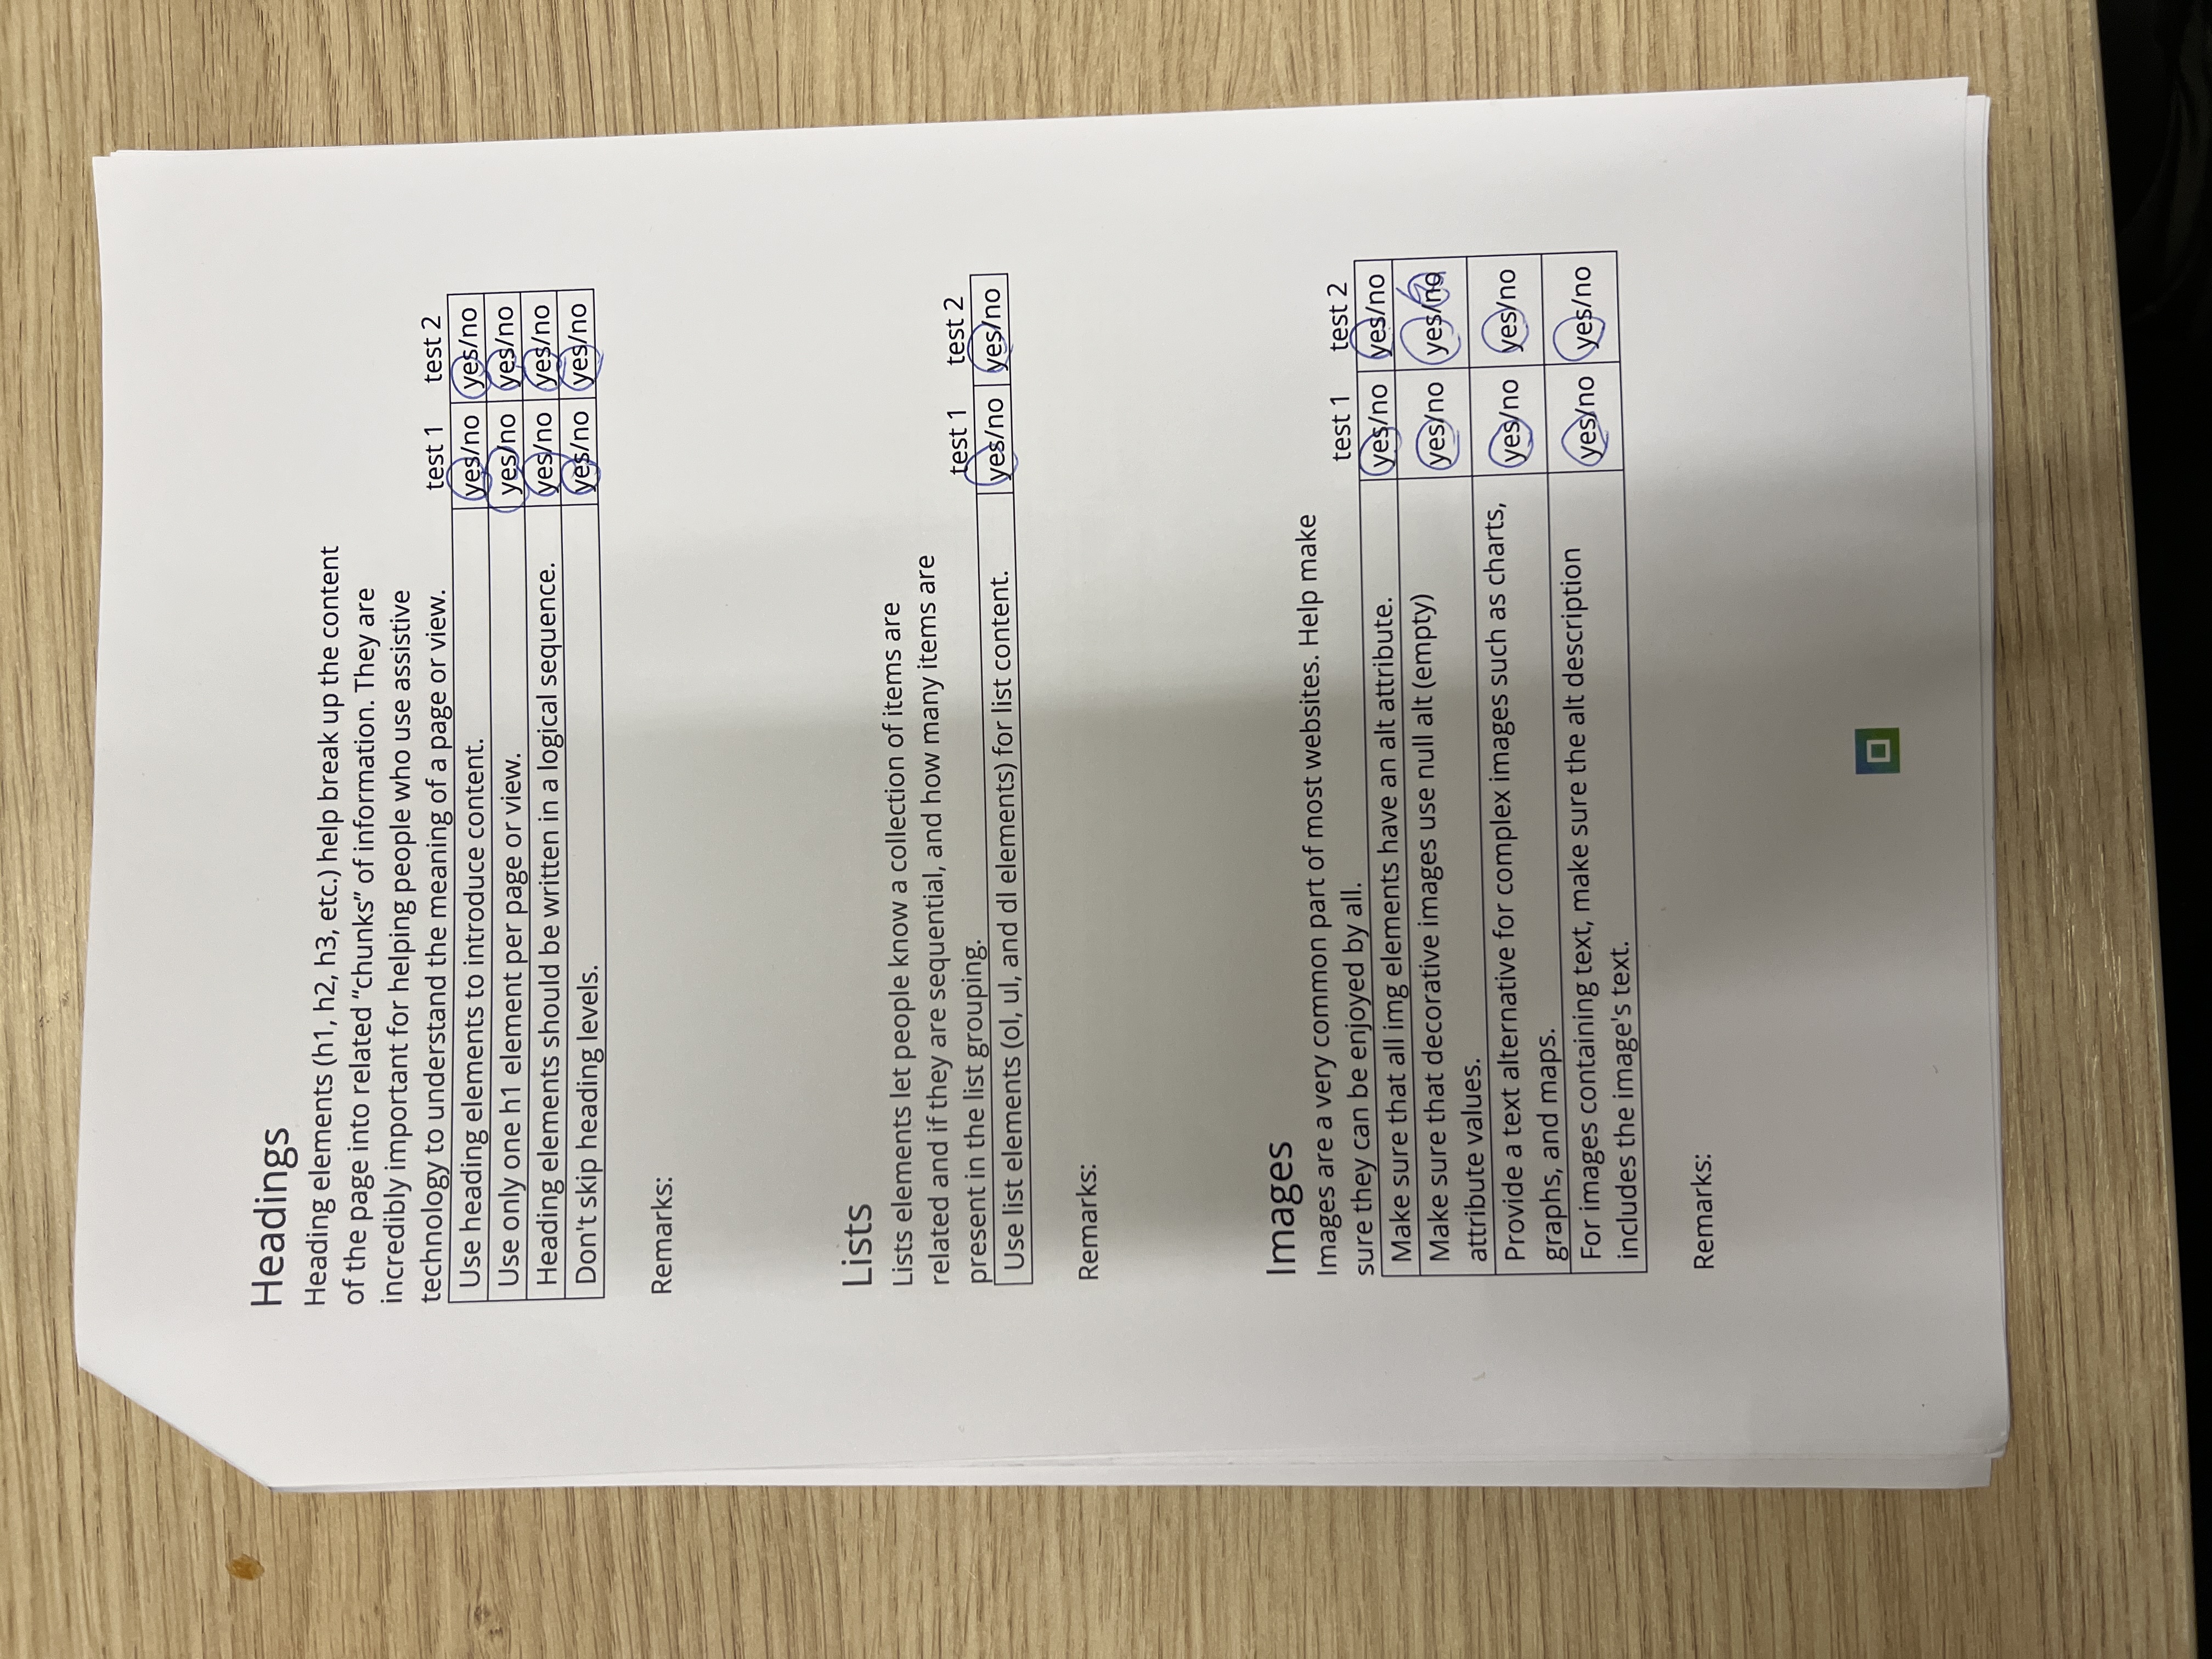 Headings
Heading elements (h1, h2, h3, etc.) help break up the content
of the page into related “chunks” of information. They are
incredibly important for helping people who use assistive
technology to understand the meaning of a page or view.
test 1 test 2
Use heading elements to introduce content. yes/no yes/no
Use only one h1 element per page or view. yes/no yes/no
Heading elements should be written in a logical sequence. yes/no yes/no
Don't skip heading levels. yes/no yes/no
Remarks:
Lists
Lists elements let people know a collection of items are
related and if they are sequential, and how many items are
present in the list grouping.
test 1 test 2
Use list elements (ol, ul, and dl elements) for list content. yes/no yes/no
Remarks:
Images
Images are a very common part of most websites. Help make
sure they can be enjoyed by all.
test 1 test 2
Make sure that all img elements have an alt attribute. yes/no yes/no
Make sure that decorative images use null alt (empty)
attribute values. yes/no yes/no
Provide a text alternative for complex images such as charts,
graphs, and maps. yes/no yes/no
For images containing text, make sure the alt description
includes the image's text. yes/no yes/no
Remarks: